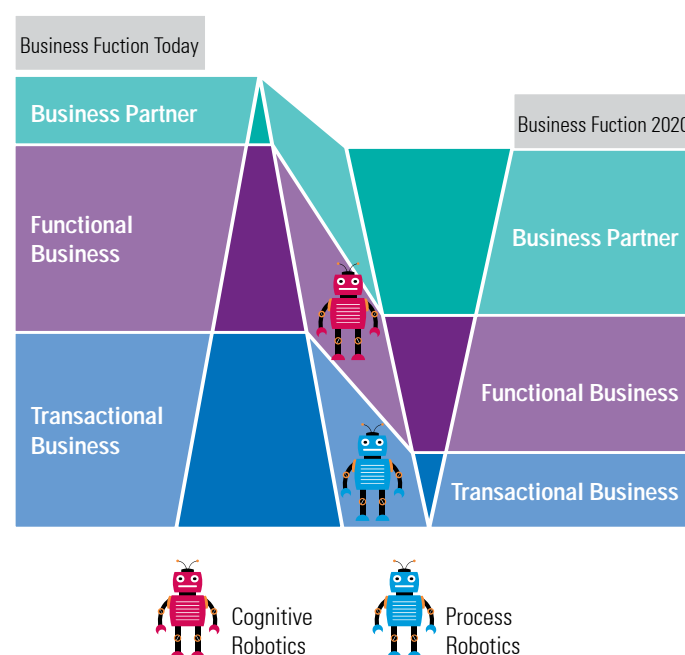 Business Fuction Today
Business Partner
Functional
Business
Transactional
Business
Business Fuction 2020
Business Partner
Functional Business
Transactional Business
Cognitive
Robotics
Process
Robotics